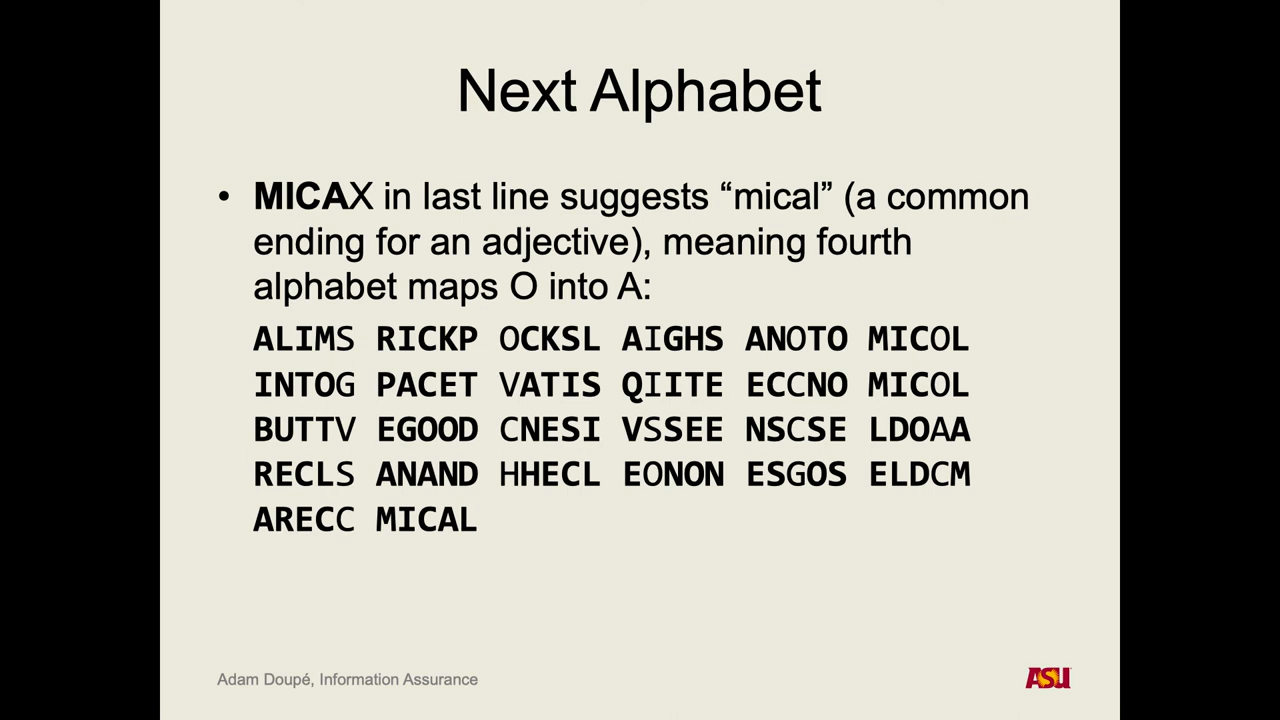 Next Alphabet
• MICAX in last line suggests “mical” (a common
ending for an adjective), meaning fourth
alphabet maps O into A:
ALIMS RICKP OCKSL AIGHS ANOTO MICOL
INTOG PACET VATIS QIITE ECCNO MICOL
BUTTV EGOOD CNESI VSSEE NSCSE LDOAA
RECLS ANAND HHECL EONON ESGOS ELDCM
ARECC MICAL
Adam Doupé, Information Assurance
ASU